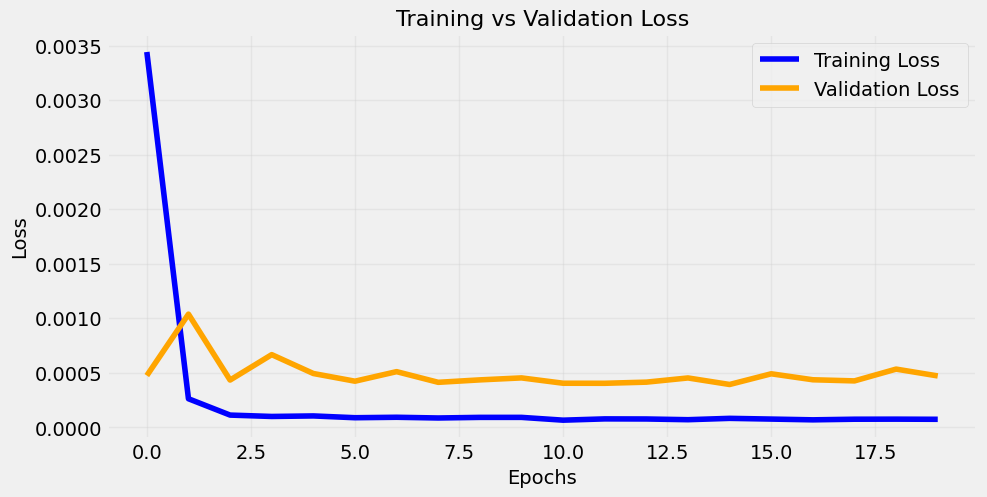 Training vs Validation Loss
Training Loss
Validation Loss
0.0035
0.0030
0.0025
0.0020
0.0015
0.0010
0.0005
0.0000
Loss
0.0 2.5 5.0 7.5 10.0 12.5 15.0 17.5
Epochs